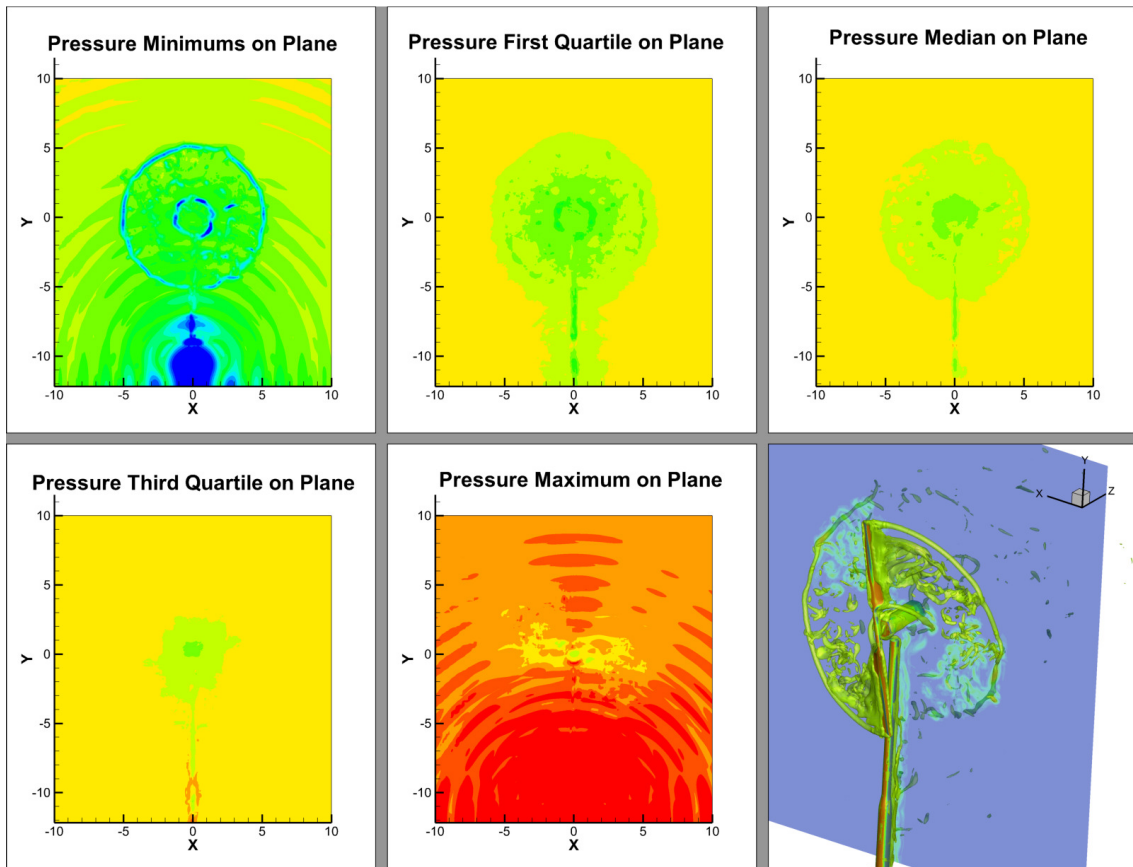 Pressure Minimums on Plane
10
5
0
-5
-10
Y
-10 -5 0 5 10
X
Pressure First Quartile on Plane
10
5
0
-5
-10
Y
-10 -5 0 5 10
X
Pressure Median on Plane
10
5
0
-5
-10
Y
-10 -5 0 5 10
X
Pressure Third Quartile on Plane
10
5
0
-5
-10
Y
-10 -5 0 5 10
X
Pressure Maximum on Plane
10
5
0
-5
-10
Y
-10 -5 0 5 10
X
Y
X Z